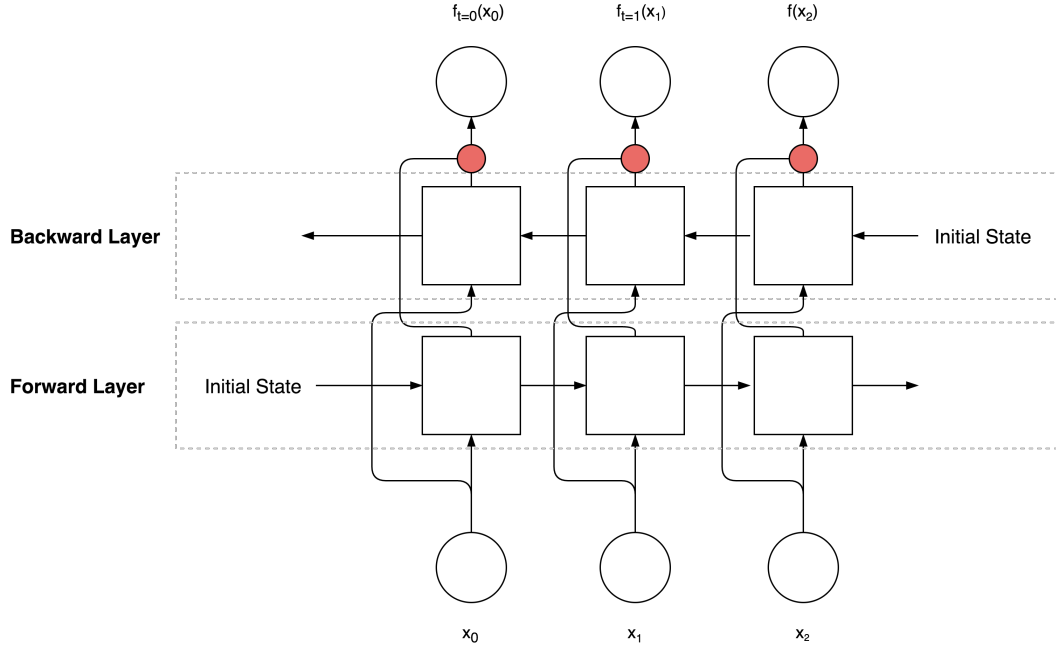 f_{t=0}(x_0) f_{t=1}(x_1) f(x_2)
Backward Layer Initial State
Forward Layer Initial State
x_0 x_1 x_2